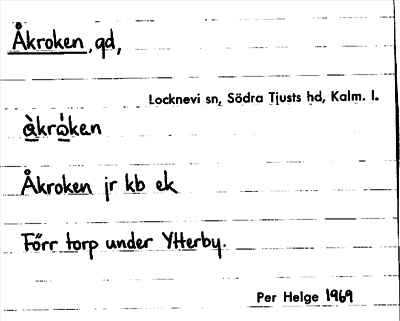 Åkroken, gd,
Locknevi sn, Södra Tjusts hd, Kalm. l.
åkrόken
Åkroken jr kb ek
Förr torp under Ytterby.
Per Helge 1969